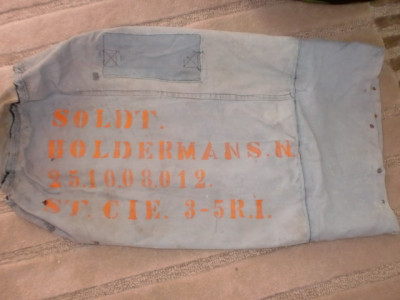 SOLDT.
HOLDERMANS.N
251008012.
ST. CIE. 3-5R.I.